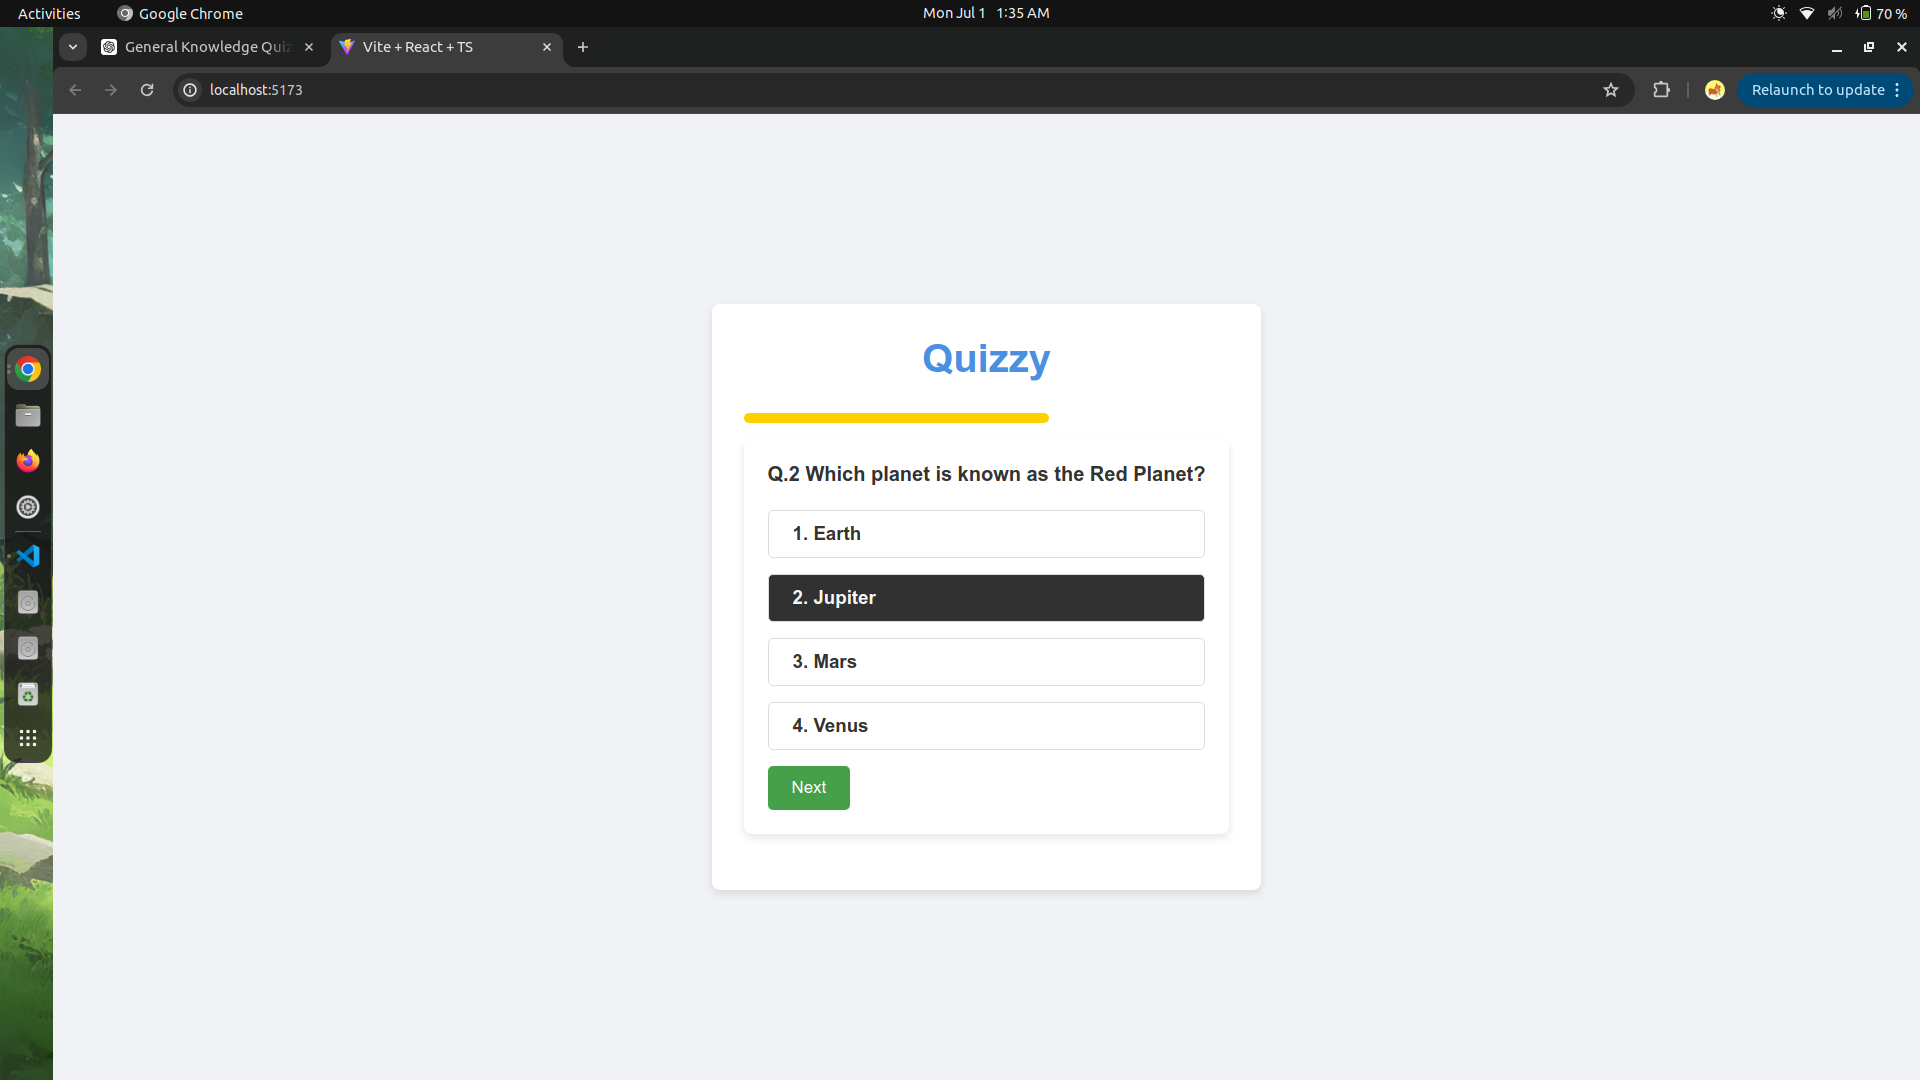 Activities Google Chrome Mon Jul 1 1:35 AM 70 %
General Knowledge Quiz Vite + React + TS
localhost:5173 Relaunch to update
Quizzy
Q.2 Which planet is known as the Red Planet?
1. Earth
2. Jupiter
3. Mars
4. Venus
Next